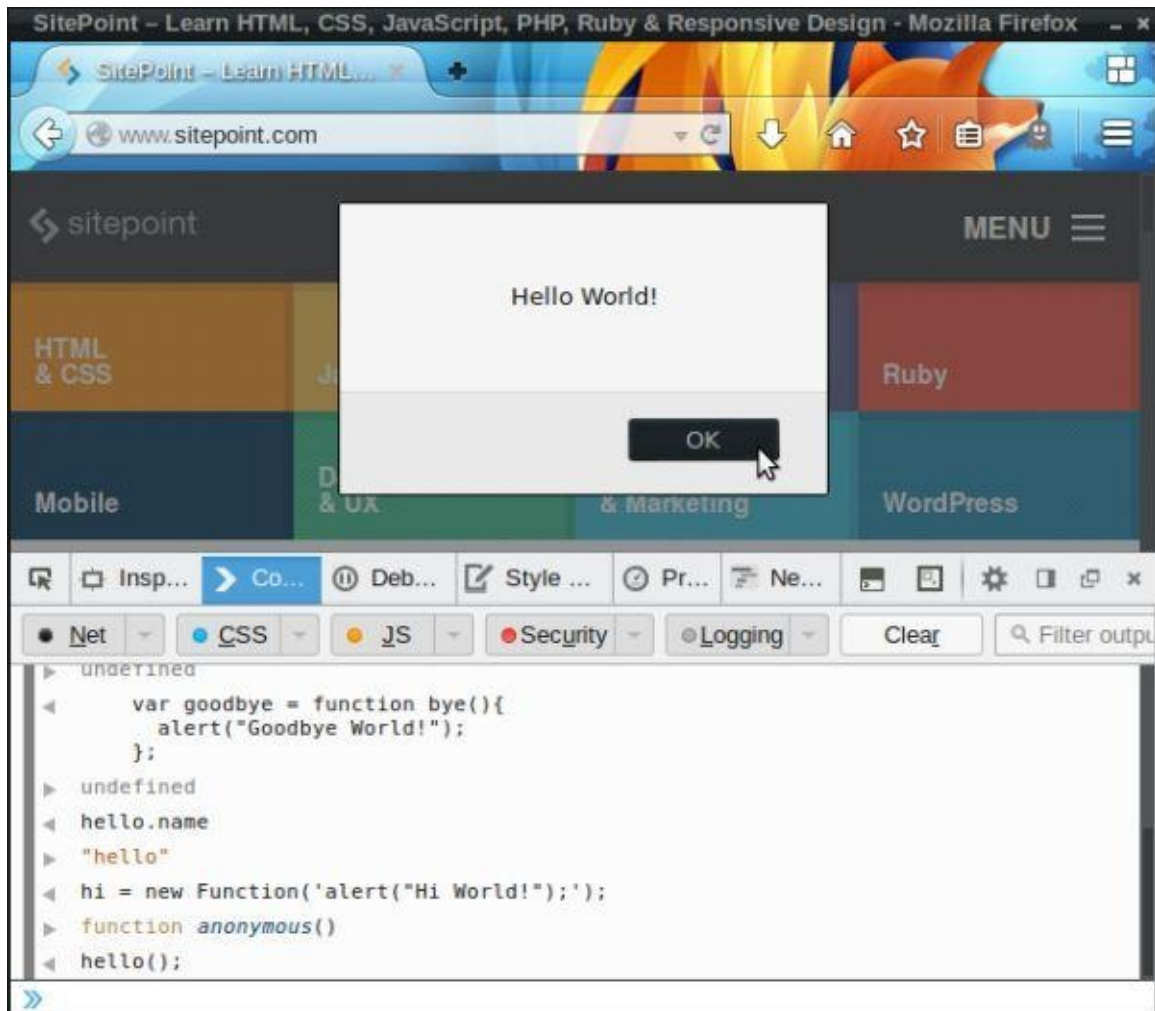 SitePoint – Learn HTML, CSS, JavaScript, PHP, Ruby & Responsive Design - Mozilla Firefox
SitePoint – Learn HTML...
www.sitepoint.com
sitepoint
MENU
Hello World!
OK
HTML
& CSS
Ruby
Mobile
& UX
& Marketing
WordPress
Insp...
Co...
Deb...
Style ...
Pr...
Ne...
Net
CSS
JS
Security
Logging
Clear
Filter outpu
undefined
var goodbye = function bye(){
alert("Goodbye World!");
};
undefined
hello.name
"hello"
hi = new Function('alert("Hi World!");');
function anonymous()
hello();